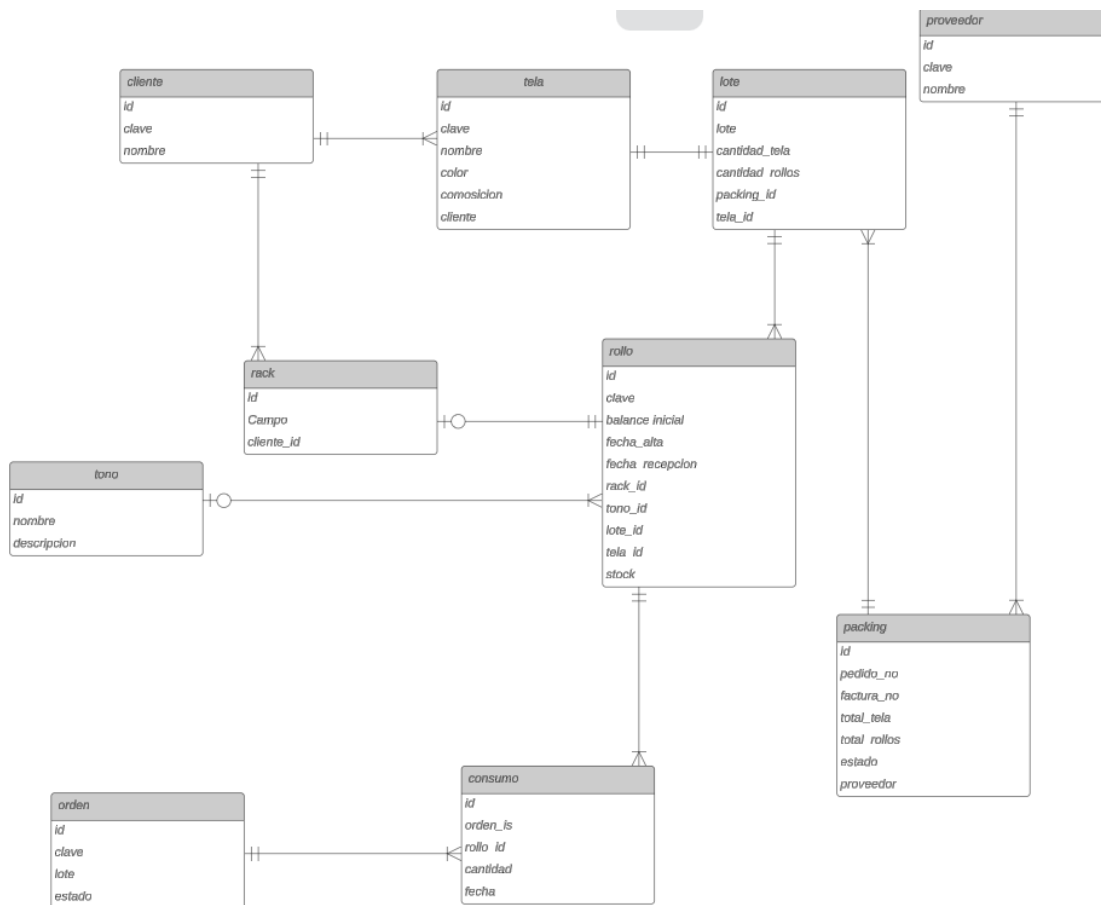 proveedor
id
clave
nombre
cliente
id
clave
nombre
tela
id
clave
nombre
color
comosicion
cliente
lote
id
lote
cantidad_tela
cantidad_rollos
packing_id
tela_id
rack
id
Campo
cliente_id
rollo
id
clave
balance inicial
fecha_alta
fecha_recepcion
rack_id
tono_id
lote_id
tela_id
stock
tono
id
nombre
descripcion
packing
id
pedido_no
factura_no
total_tela
total_rollos
estado
proveedor
consumo
id
orden_is
rollo_id
cantidad
fecha
orden
id
clave
lote
estado